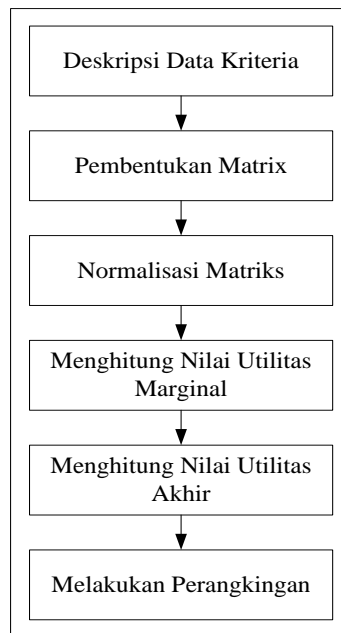 Deskripsi Data Kriteria
Pembentukan Matrix
Normalisasi Matriks
Menghitung Nilai Utilitas
Marginal
Menghitung Nilai Utilitas
Akhir
Melakukan Perangkingan